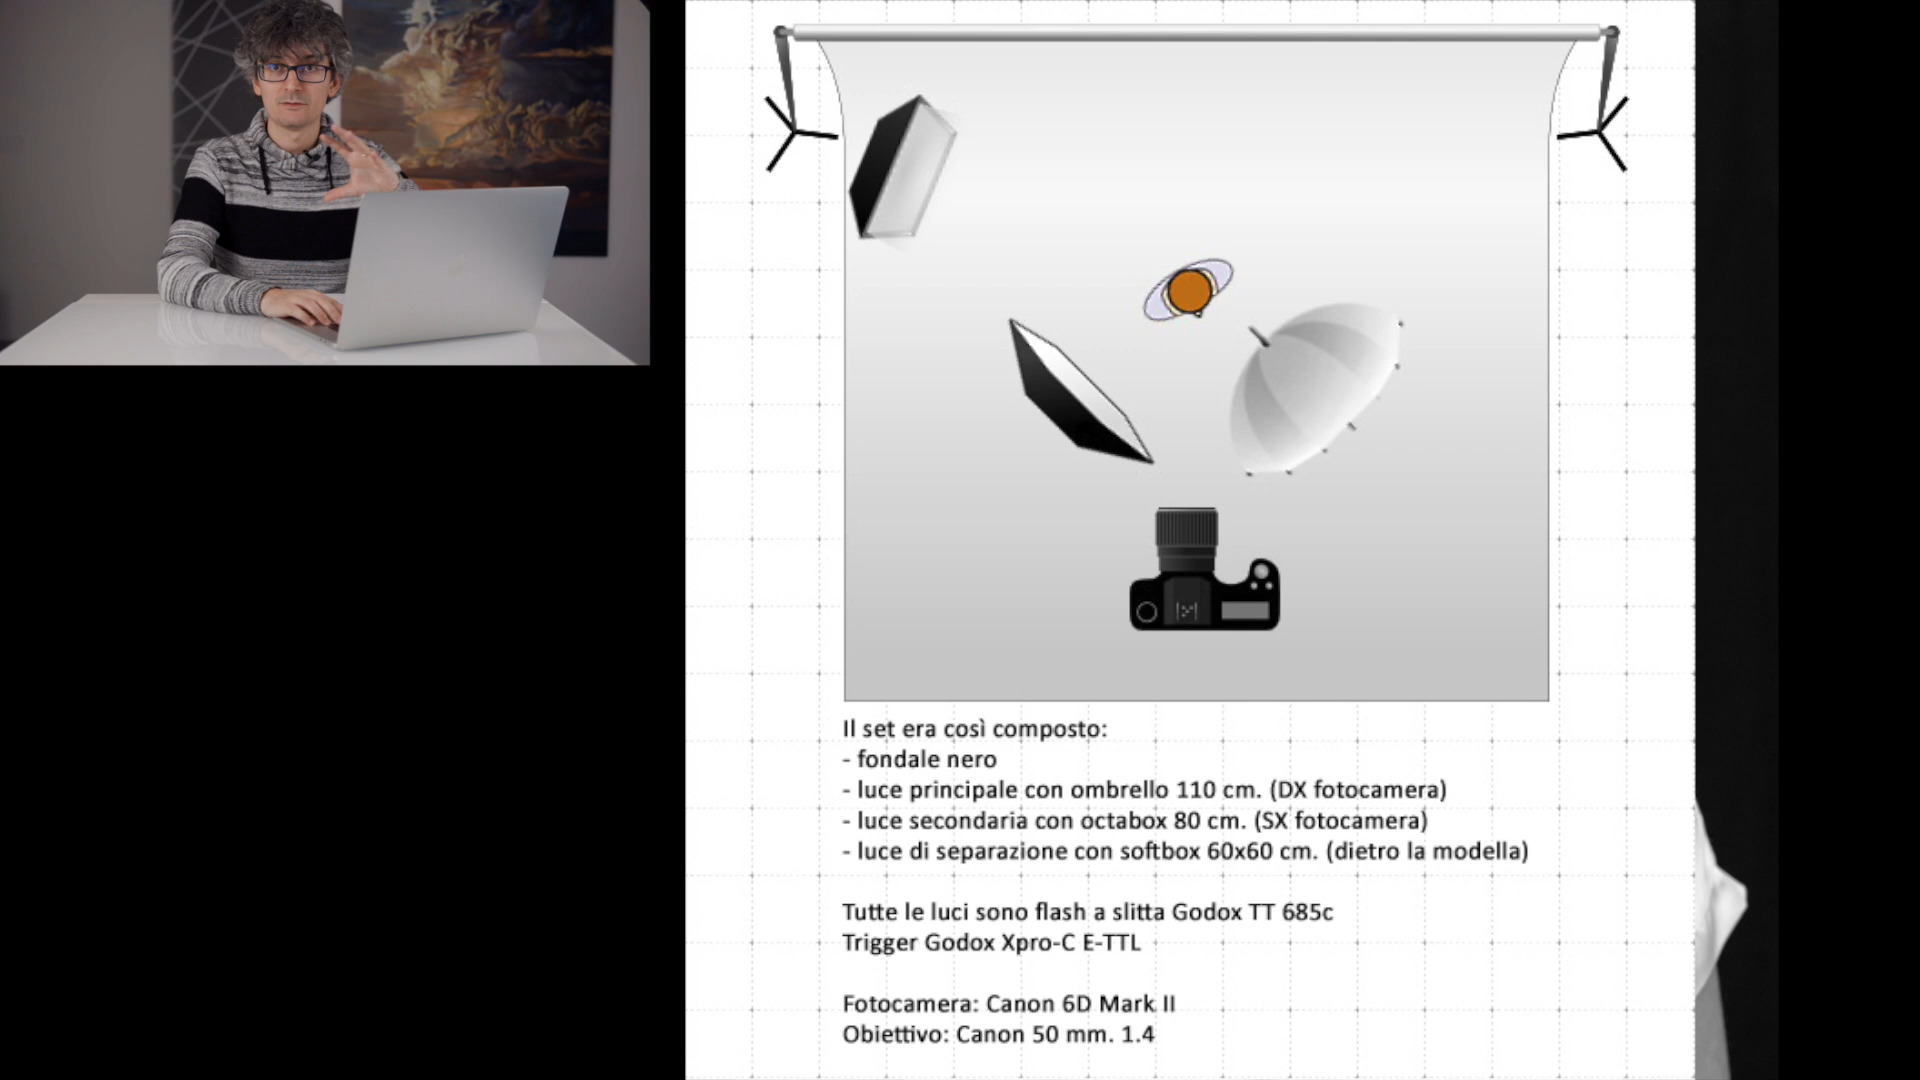 Il set era così composto:
- fondale nero
- luce principale con ombrello 110 cm. (DX fotocamera)
- luce secondaria con octabox 80 cm. (SX fotocamera)
- luce di separazione con softbox 60x60 cm. (dietro la modella)
Tutte le luci sono flash a slitta Godox TT 685c
Trigger Godox Xpro-C E-TTL
Fotocamera: Canon 6D Mark II
Obiettivo: Canon 50 mm. 1.4